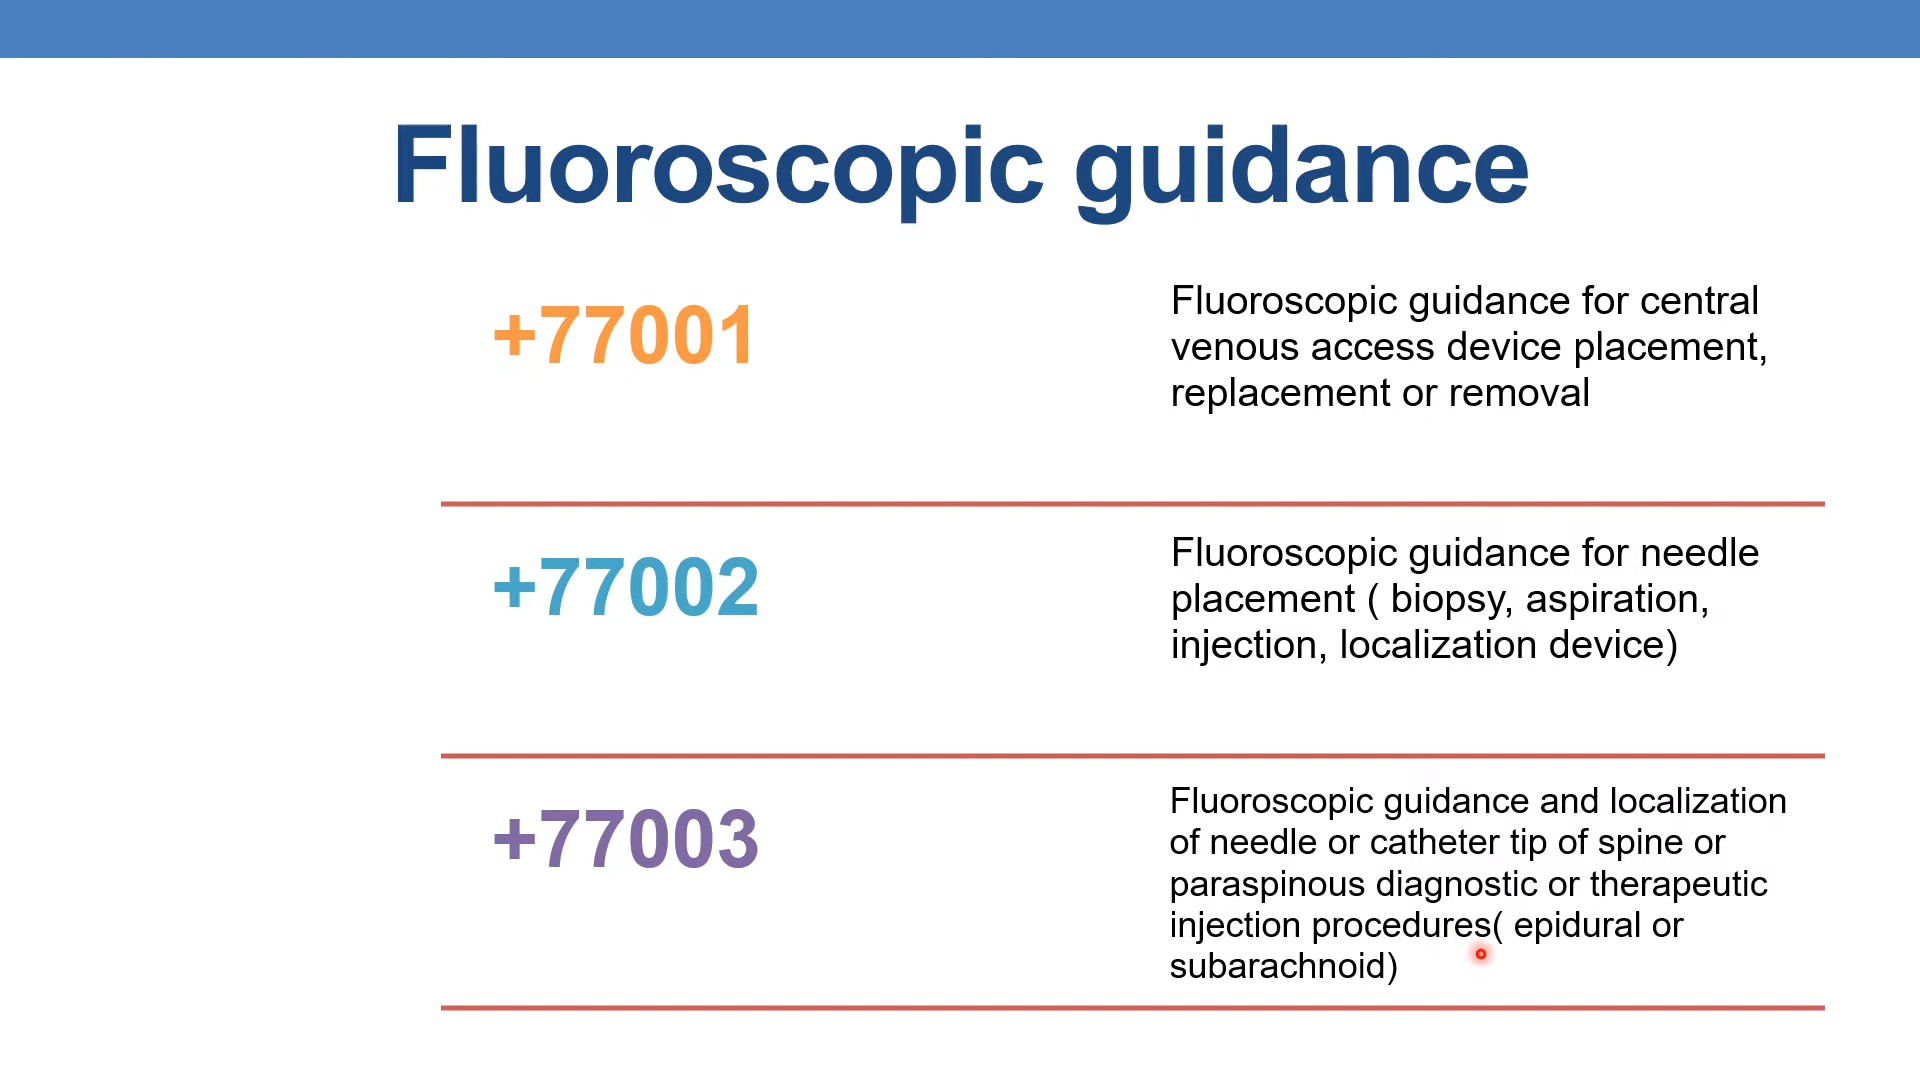 Fluoroscopic guidance
+77001
Fluoroscopic guidance for central
venous access device placement,
replacement or removal
+77002
Fluoroscopic guidance for needle
placement ( biopsy, aspiration,
injection, localization device)
+77003
Fluoroscopic guidance and localization
of needle or catheter tip of spine or
paraspinous diagnostic or therapeutic
injection procedures( epidural or
subarachnoid)